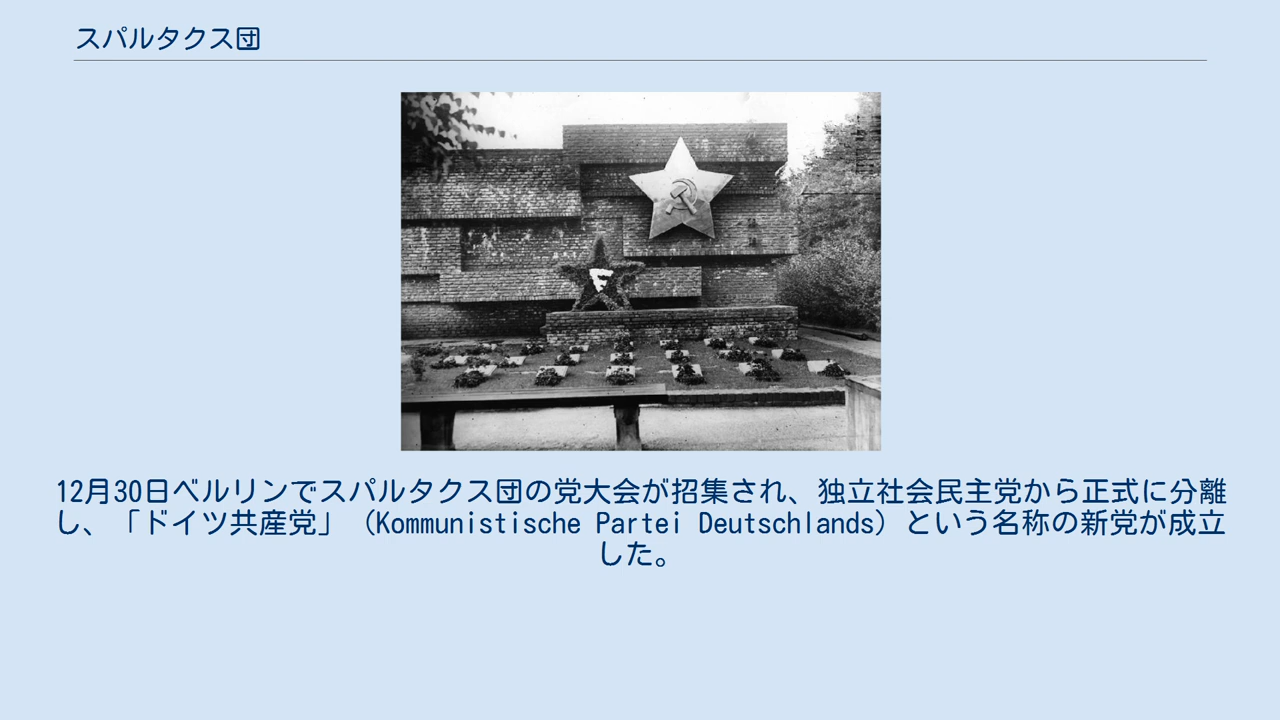 スパルタクス団
12月30日ベルリンでスパルタクス団の党大会が招集され、独立社会民主党から正式に分離
し、「ドイツ共産党」（Kommunistische Partei Deutschlands）という名称の新党が成立
した。